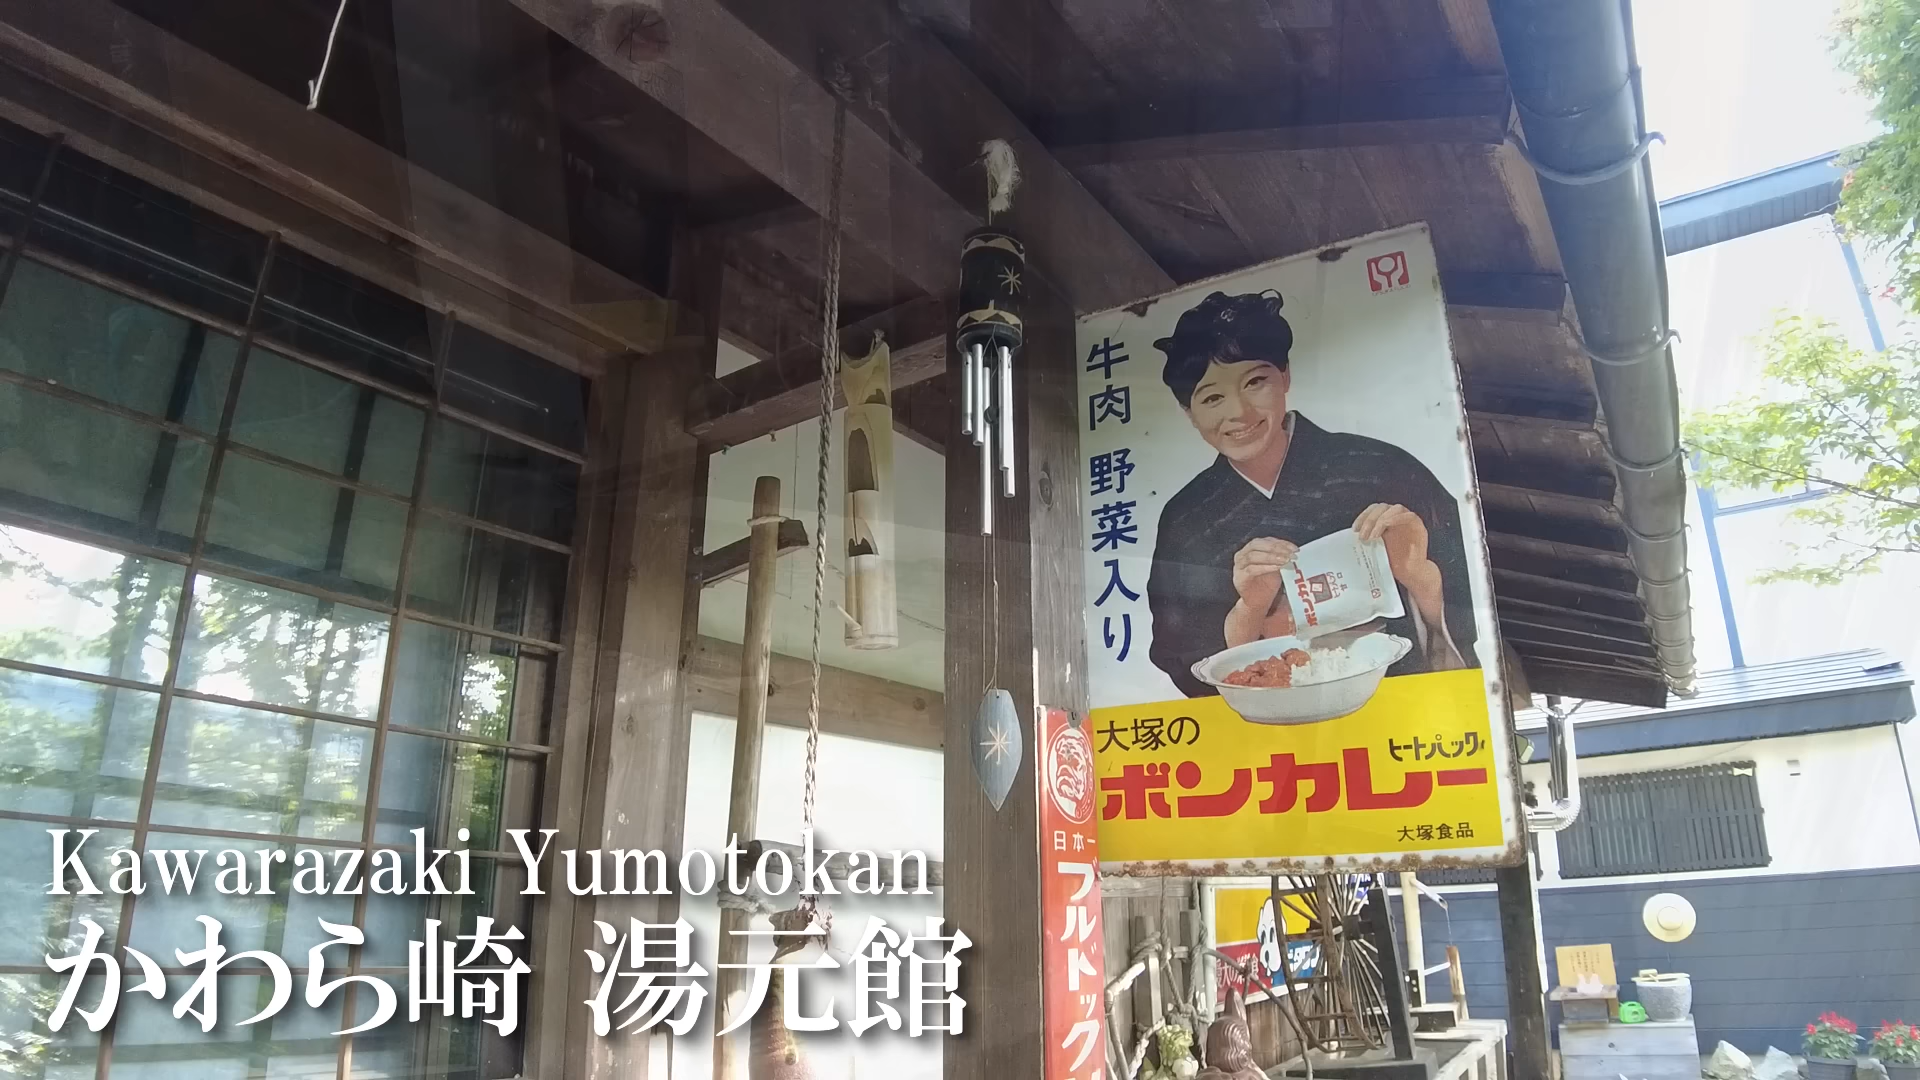 牛肉 野菜入り
大塚の
ボンカレー
ヒートパック
大塚食品
日本一
ブルドック
Kawarazaki Yumotokan
かわら崎 湯元館